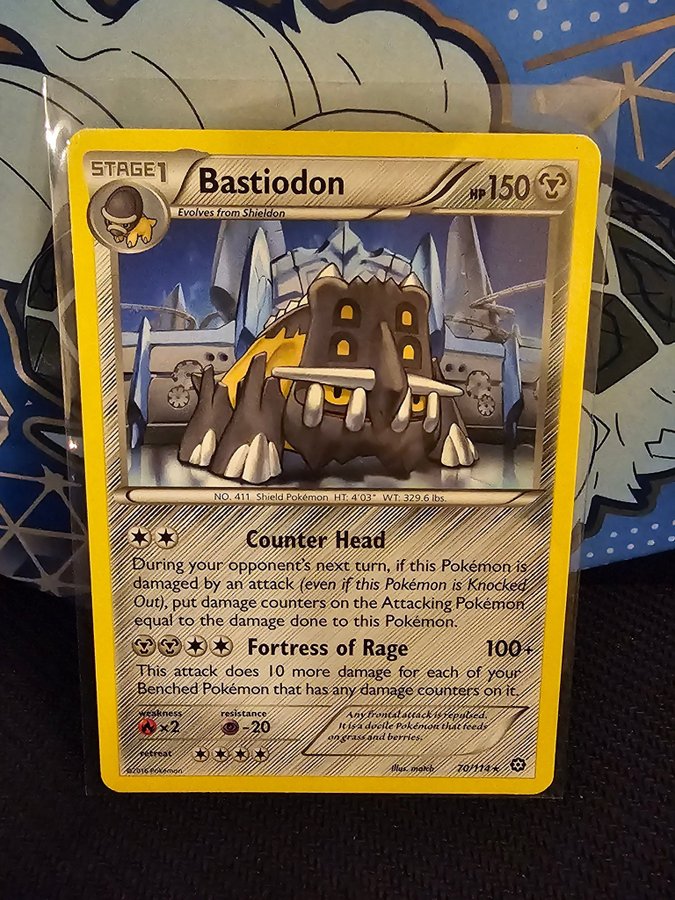 STAGE1 Bastiodon HP150
Evolves from Shieldon
NO. 411 Shield Pokémon HT: 4'03" WT: 329.6 lbs.
Counter Head
During your opponent's next turn, if this Pokémon is
damaged by an attack (even if this Pokémon is Knocked
Out), put damage counters on the Attacking Pokémon
equal to the damage done to this Pokémon.
Fortress of Rage 100+
This attack does 10 more damage for each of your
Benched Pokémon that has any damage counters on it.
weakness resistance
×2 -20
retreat
Any frontal attack is repulsed.
It is a docile Pokémon that feeds
on grass and berries.
©2016 Pokémon Illus. match 70/114 ★